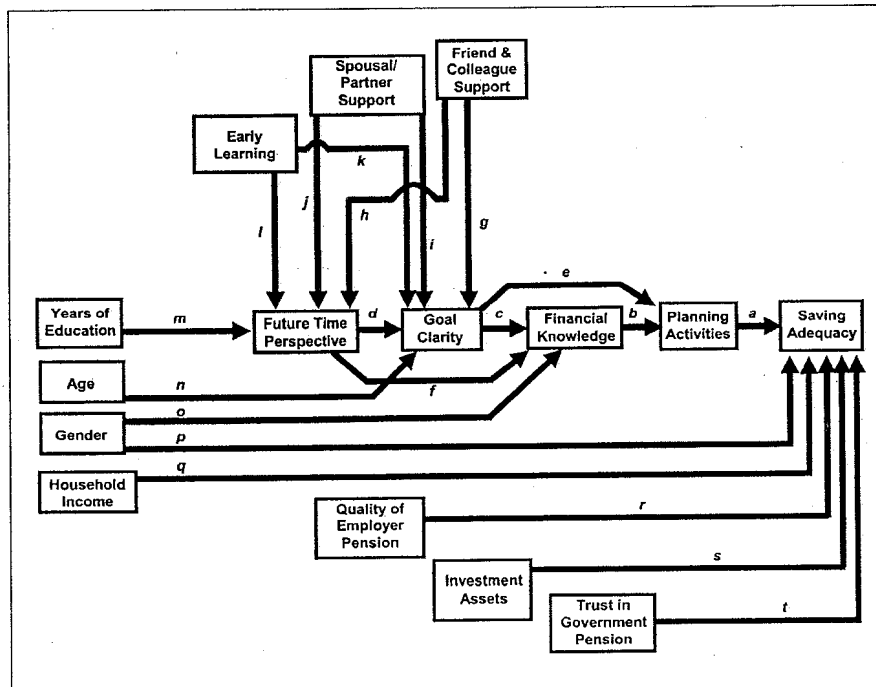 Friend &
Colleague
Support
Spousal/
Partner
Support
Early
Learning
k
j
h
l
i
g
e
Years of
Education
m
Future Time
Perspective
d
Goal
Clarity
c
Financial
Knowledge
b
Planning
Activities
a
Saving
Adequacy
Age
n
f
o
Gender
p
q
Household
Income
Quality of
Employer
Pension
r
Investment
Assets
s
Trust in
Government
Pension
t